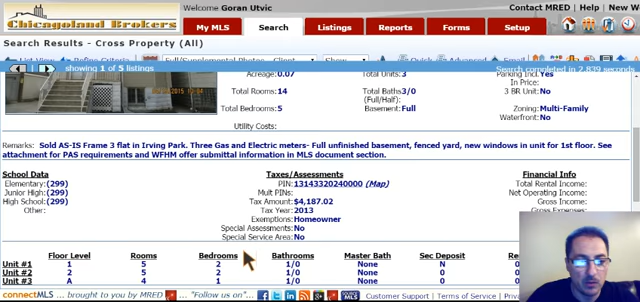 Welcome Goran Utvic
Contact MRED | Help | New W
Chicagoland Brokers
My MLS Search Listings Reports Forms Setup
Search Results - Cross Property (All)
Full/Supplemental Photos - Client
showing 1 of 5 listings
Search completed in 2.839 seconds
Acreage: 0.07 Total Units: 3 Parking Incl. Yes
In Price:
Total Rooms: 14 Total Baths 3/0 3 BR Unit: No
(Full/Half):
Total Bedrooms: 5 Basement: Full Zoning: Multi-Family
Waterfront: No
Utility Costs:
Remarks: Sold AS-IS Frame 3 flat in Irving Park. Three Gas and Electric meters- Full unfinished basement, fenced yard, new windows in unit for 1st floor. See
attachment for PAS requirements and WFHM offer submittal information in MLS document section.
School Data Taxes/Assessments Financial Info
Elementary: (299) PIN: 13143320240000 (Map) Total Rental Income:
Junior High: (299) Mult PINs: Net Operating Income:
High School: (299) Tax Amount: $4,187.02 Gross Income:
Other: Tax Year: 2013 Gross Expenses:
Exemptions: Homeowner
Special Assessments: No
Special Service Area: No
Floor Level Rooms Bedrooms Bathrooms Master Bath Sec Deposit
Unit #1 1 5 2 1/0 None N 0
Unit #2 2 5 2 1/0 None 0
Unit #3 A 4 1 1/0 None 0
connectMLS ...brought to you by MRED | "Follow us on" | Customer Support | Terms of Service | Priva